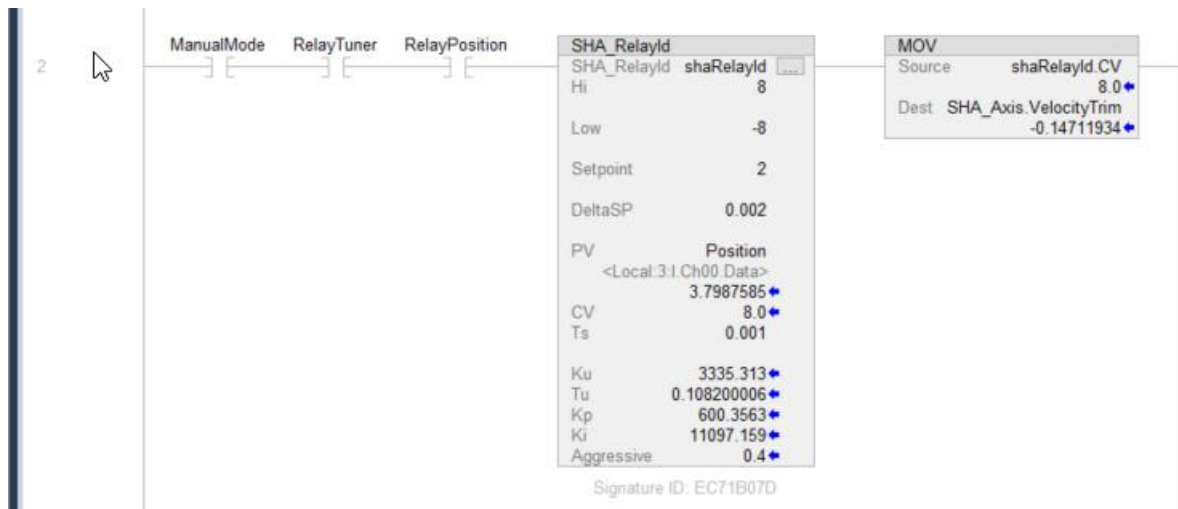 ManualMode RelayTuner RelayPosition
2
SHA_RelayId
SHA_RelayId shaRelayId ...
Hi 8
Low -8
Setpoint 2
DeltaSP 0.002
PV Position
<Local:3:I.Ch00.Data>
3.7987585
CV 8.0
Ts 0.001
Ku 3335.313
Tu 0.108200006
Kp 600.3563
Ki 11097.159
Aggressive 0.4
Signature ID: EC71B07D
MOV
Source shaRelayId.CV
8.0
Dest SHA_Axis.VelocityTrim
-0.14711934